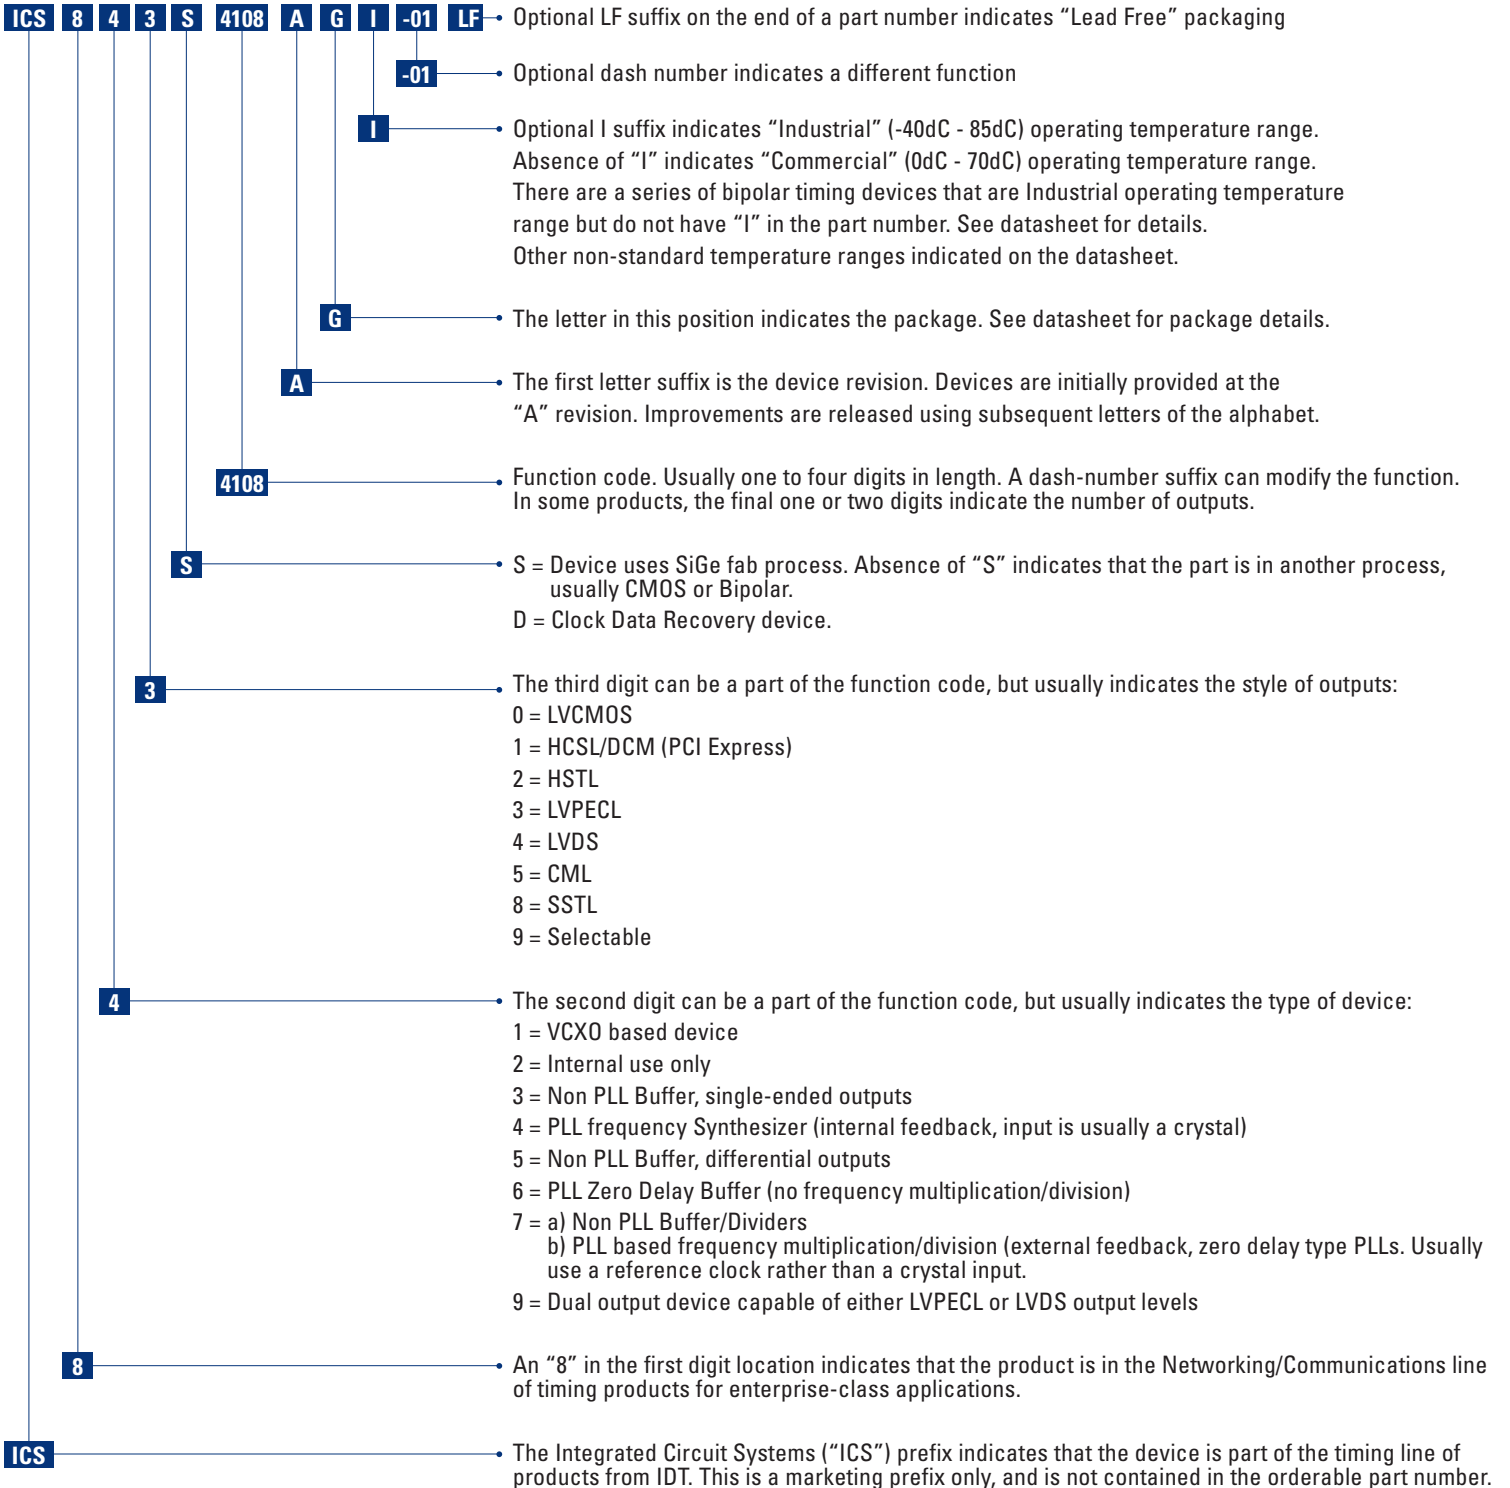 ICS 8 4 3 S 4108 A G I -01 LF Optional LF suffix on the end of a part number indicates “Lead Free” packaging
-01 Optional dash number indicates a different function
I Optional I suffix indicates “Industrial” (-40dC - 85dC) operating temperature range.
Absence of “I” indicates “Commercial” (0dC - 70dC) operating temperature range.
There are a series of bipolar timing devices that are Industrial operating temperature
range but do not have “I” in the part number. See datasheet for details.
Other non-standard temperature ranges indicated on the datasheet.
G The letter in this position indicates the package. See datasheet for package details.
A The first letter suffix is the device revision. Devices are initially provided at the
“A” revision. Improvements are released using subsequent letters of the alphabet.
4108 Function code. Usually one to four digits in length. A dash-number suffix can modify the function.
In some products, the final one or two digits indicate the number of outputs.
S S = Device uses SiGe fab process. Absence of “S” indicates that the part is in another process,
usually CMOS or Bipolar.
D = Clock Data Recovery device.
3 The third digit can be a part of the function code, but usually indicates the style of outputs:
0 = LVCMOS
1 = HCSL/DCM (PCI Express)
2 = HSTL
3 = LVPECL
4 = LVDS
5 = CML
8 = SSTL
9 = Selectable
4 The second digit can be a part of the function code, but usually indicates the type of device:
1 = VCXO based device
2 = Internal use only
3 = Non PLL Buffer, single-ended outputs
4 = PLL frequency Synthesizer (internal feedback, input is usually a crystal)
5 = Non PLL Buffer, differential outputs
6 = PLL Zero Delay Buffer (no frequency multiplication/division)
7 = a) Non PLL Buffer/Dividers
b) PLL based frequency multiplication/division (external feedback, zero delay type PLLs. Usually
use a reference clock rather than a crystal input.
9 = Dual output device capable of either LVPECL or LVDS output levels
8 An “8” in the first digit location indicates that the product is in the Networking/Communications line
of timing products for enterprise-class applications.
ICS The Integrated Circuit Systems (“ICS”) prefix indicates that the device is part of the timing line of
products from IDT. This is a marketing prefix only, and is not contained in the orderable part number.